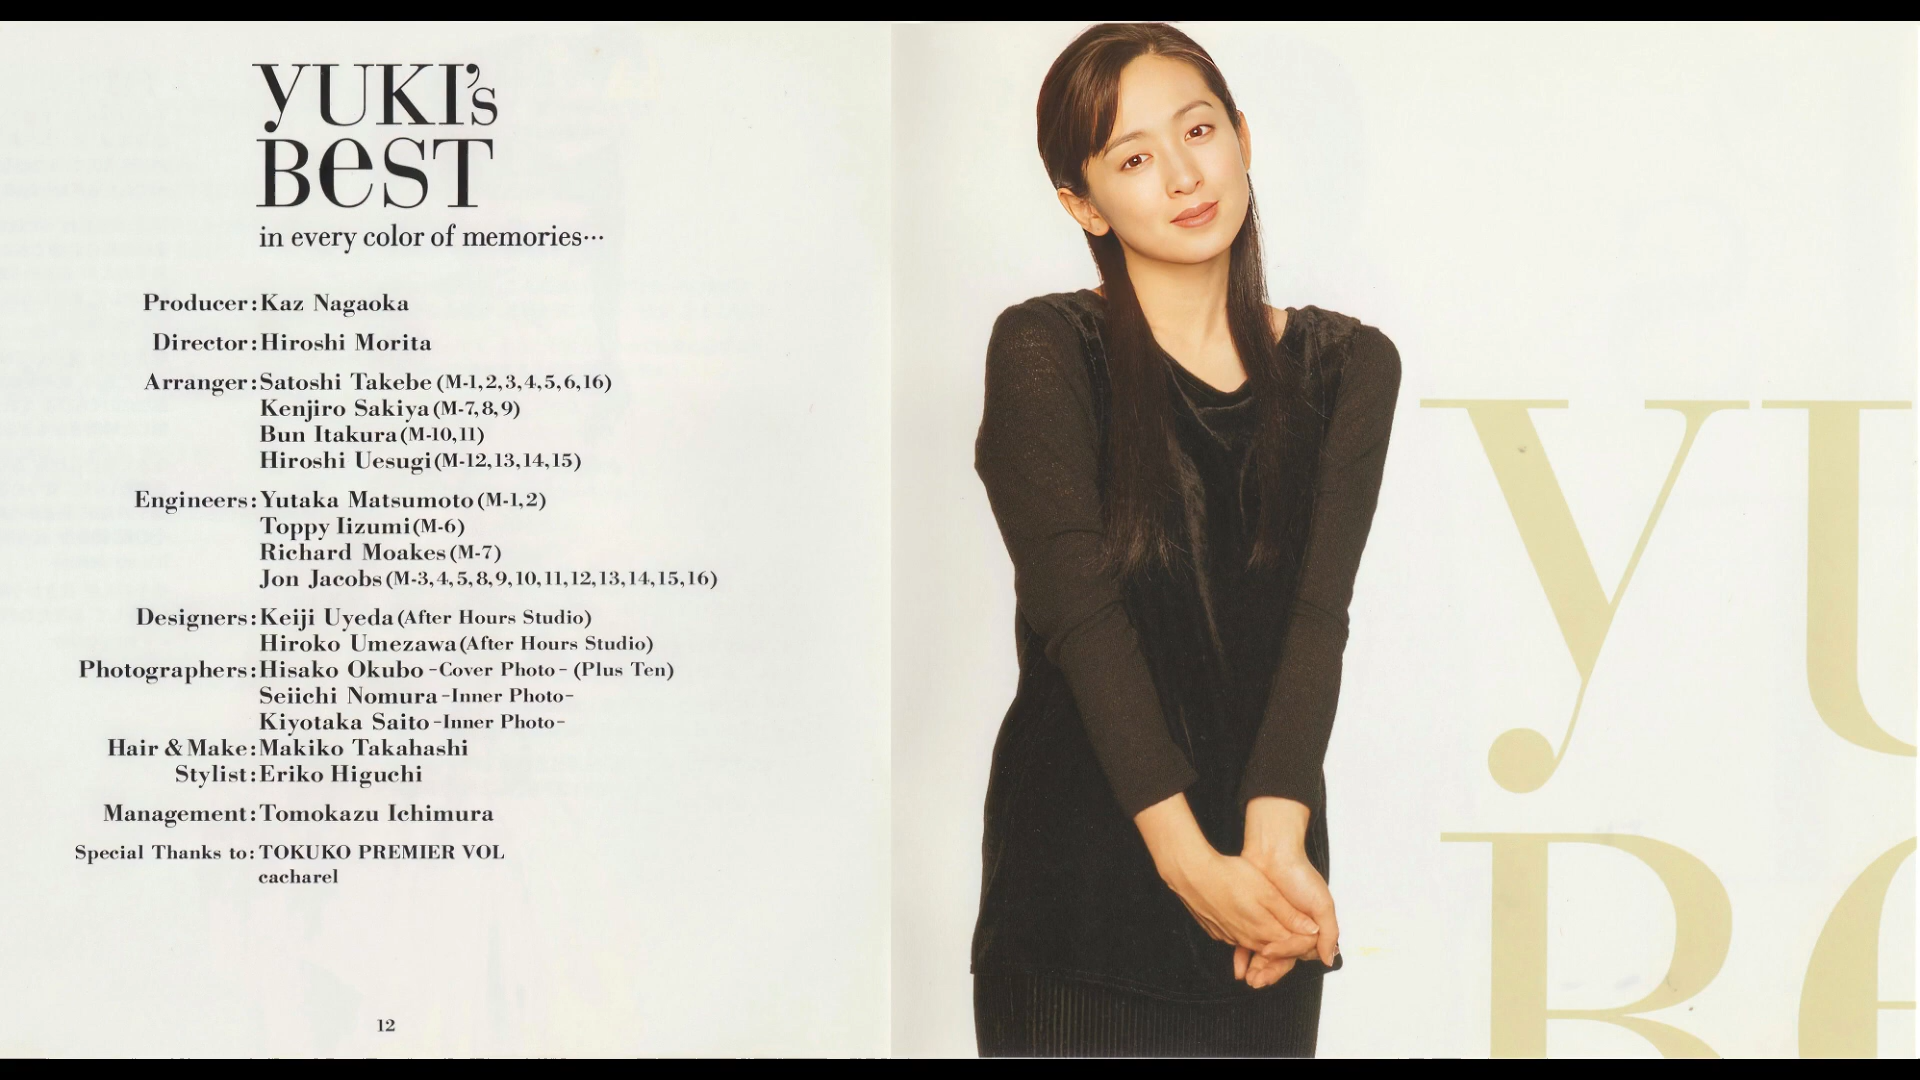 YUKI's
BeST
in every color of memories…
Producer:Kaz Nagaoka
Director:Hiroshi Morita
Arranger:Satoshi Takebe (M-1,2,3,4,5,6,16)
Kenjiro Sakiya(M-7,8,9)
Bun Itakura(M-10,11)
Hiroshi Uesugi(M-12,13,14,15)
Engineers:Yutaka Matsumoto(M-1,2)
Toppy Iizumi(M-6)
Richard Moakes(M-7)
Jon Jacobs(M-3,4,5,8,9,10,11,12,13,14,15,16)
Designers:Keiji Uyeda(After Hours Studio)
Hiroko Umezawa(After Hours Studio)
Photographers:Hisako Okubo -Cover Photo- (Plus Ten)
Seiichi Nomura -Inner Photo-
Kiyotaka Saito -Inner Photo-
Hair & Make:Makiko Takahashi
Stylist:Eriko Higuchi
Management:Tomokazu Ichimura
Special Thanks to:TOKUKO PREMIER VOL
cacharel
12
YU
Be